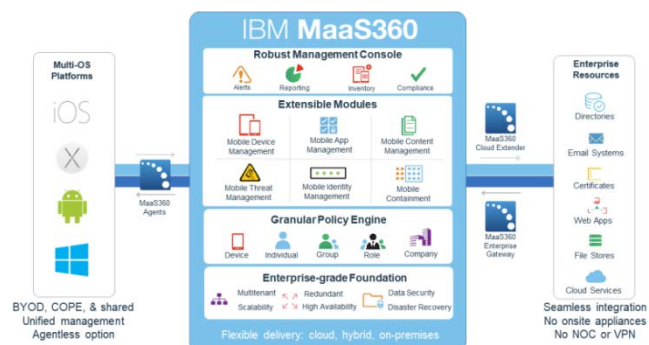 IBM MaaS360
Multi-OS
Platforms
iOS
X
MaaS360
Agents
BYOD, COPE, & shared
Unified management
Agentless option
Robust Management Console
Alerts
Reporting
Inventory
Compliance
Extensible Modules
Mobile Device
Management
Mobile App
Management
Mobile Content
Management
Mobile Threat
Management
Mobile Identity
Management
Mobile
Containment
Granular Policy Engine
Device
Individual
Group
Role
Company
Enterprise-grade Foundation
Multitenant
Scalability
Redundant
High Availability
Data Security
Disaster Recovery
Flexible delivery: cloud, hybrid, on-premises
MaaS360
Cloud Extender
MaaS360
Enterprise
Gateway
Enterprise
Resources
Directories
Email Systems
Certificates
Web Apps
File Stores
Cloud Services
Seamless integration
No onsite appliances
No NOC or VPN